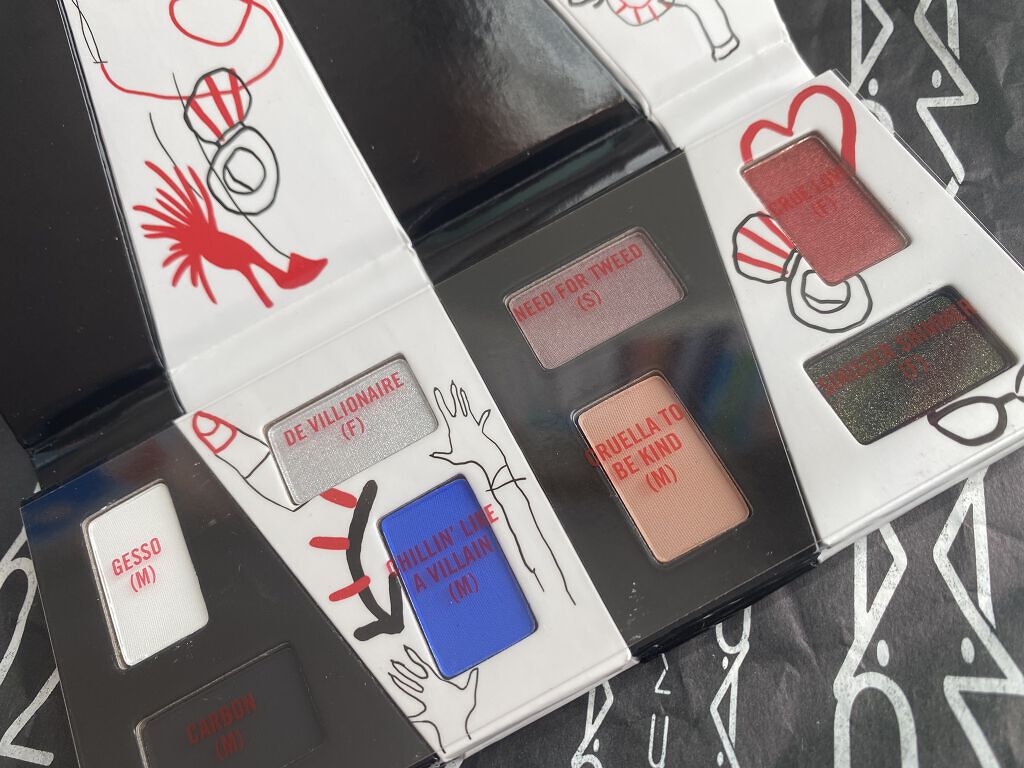 GESSO
(M)
CARBON
(M)
DE VILLIONAIRE
(F)
CHILLIN' LIKE
A VILLAIN
(M)
NEED FOR TWEED
(S)
CRUELLA TO
BE KIND
(M)
(F)